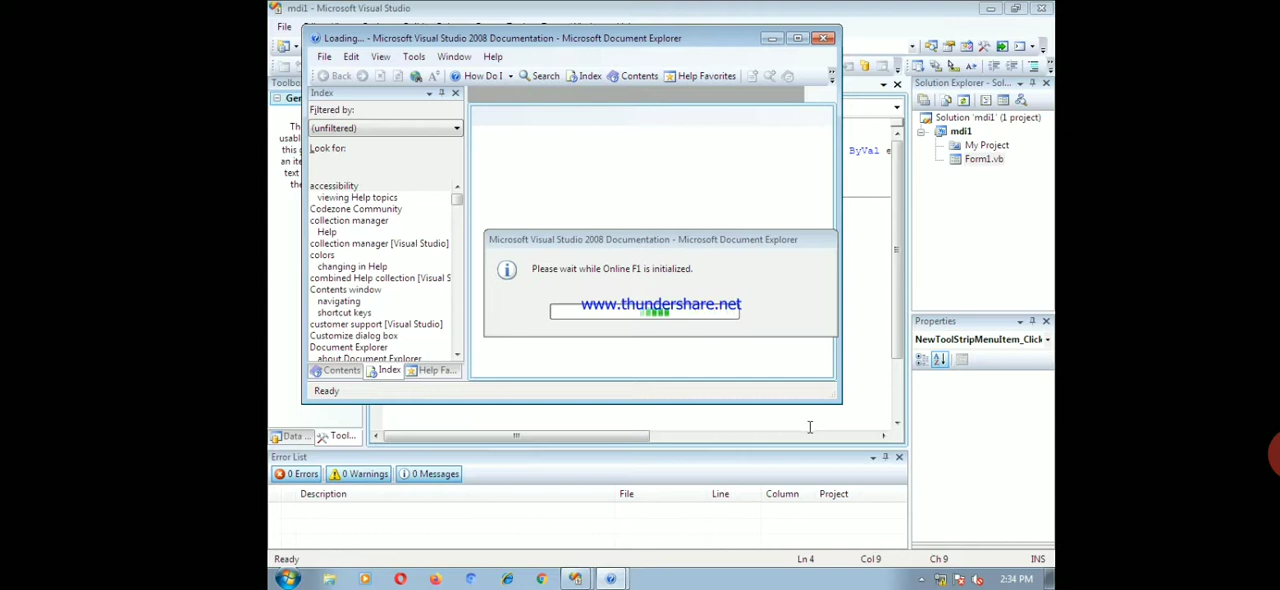 mdi1 - Microsoft Visual Studio
File
Loading... - Microsoft Visual Studio 2008 Documentation - Microsoft Document Explorer
File Edit View Tools Window Help
Back How Do I Search Index Contents Help Favorites
Toolbo
Ger
Th
usabl
an ite
text
the
Index
Filtered by:
(unfiltered)
Look for:
accessibility
viewing Help topics
Codezone Community
collection manager
Help
collection manager [Visual Studio]
colors
changing in Help
combined Help collection [Visual S
Contents window
navigating
shortcut keys
customer support [Visual Studio]
Customize dialog box
Document Explorer
about Document Explorer
Contents Index Help Fa...
Ready
Microsoft Visual Studio 2008 Documentation - Microsoft Document Explorer
Please wait while Online F1 is initialized.
www.thundershare.net
ByVal e
Solution Explorer - Sol...
Solution 'mdi1' (1 project)
mdi1
My Project
Form1.vb
Properties
NewToolStripMenuItem_Click
Data ... Tool...
Error List
0 Errors 0 Warnings 0 Messages
Description File Line Column Project
Ready Ln 4 Col 9 Ch 9 INS
2:34 PM